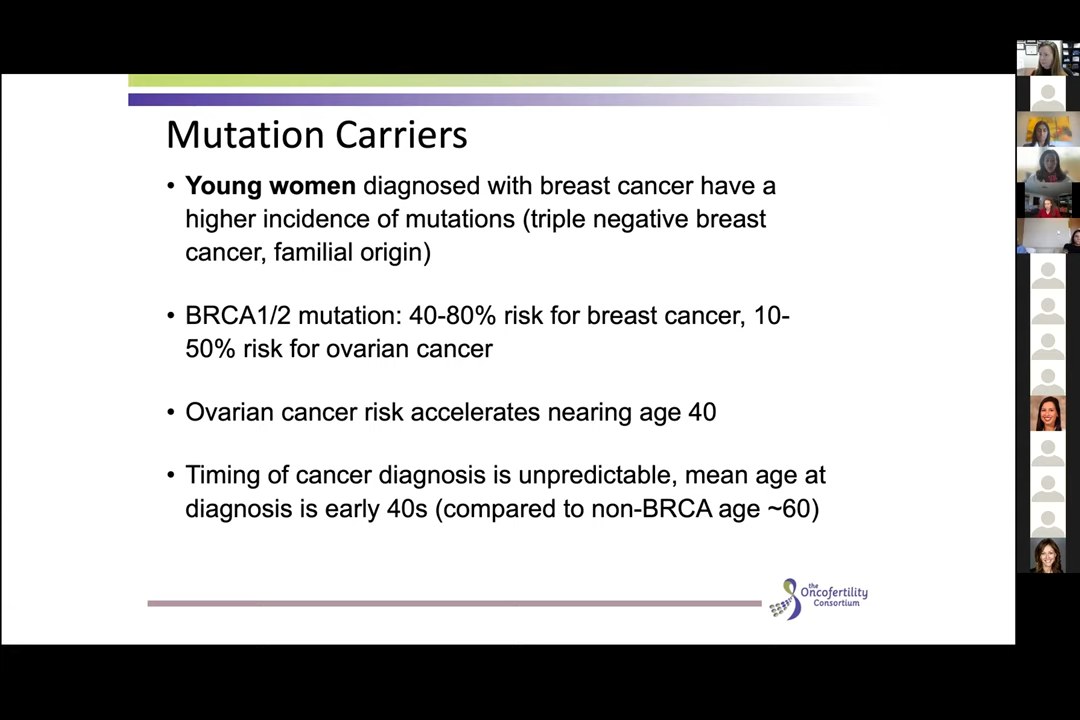 Mutation Carriers
• Young women diagnosed with breast cancer have a
higher incidence of mutations (triple negative breast
cancer, familial origin)
• BRCA1/2 mutation: 40-80% risk for breast cancer, 10-
50% risk for ovarian cancer
• Ovarian cancer risk accelerates nearing age 40
• Timing of cancer diagnosis is unpredictable, mean age at
diagnosis is early 40s (compared to non-BRCA age ~60)
the
Oncofertility
Consortium